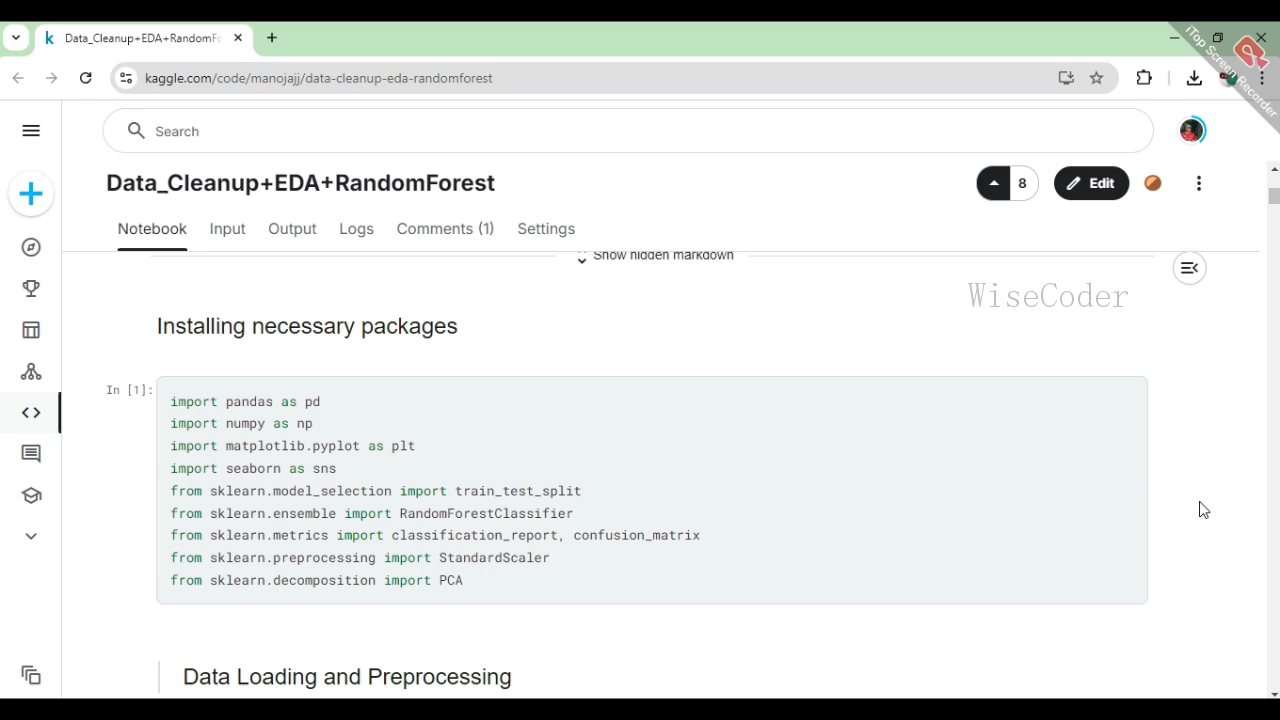 Data_Cleanup+EDA+RandomFo
iTop Screen Recorder
kaggle.com/code/manojajj/data-cleanup-eda-randomforest
Search
Data_Cleanup+EDA+RandomForest
8
Edit
Notebook Input Output Logs Comments (1) Settings
Show hidden markdown
WiseCoder
Installing necessary packages
In [1]:
import pandas as pd
import numpy as np
import matplotlib.pyplot as plt
import seaborn as sns
from sklearn.model_selection import train_test_split
from sklearn.ensemble import RandomForestClassifier
from sklearn.metrics import classification_report, confusion_matrix
from sklearn.preprocessing import StandardScaler
from sklearn.decomposition import PCA
Data Loading and Preprocessing